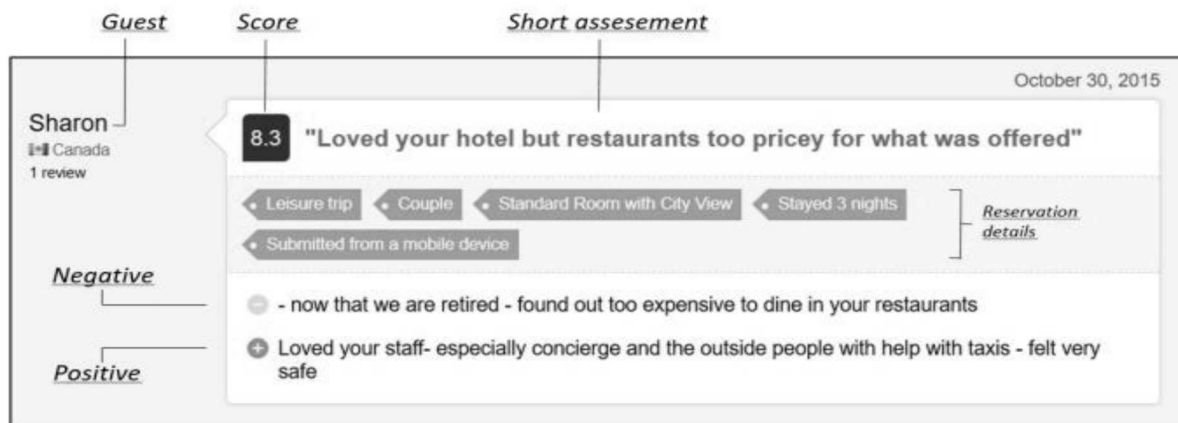 Guest
Score
Short assesement
October 30, 2015
Sharon
Canada
1 review
8.3
"Loved your hotel but restaurants too pricey for what was offered"
Leisure trip
Couple
Standard Room with City View
Stayed 3 nights
Submitted from a mobile device
Reservation
details
Negative
- now that we are retired - found out too expensive to dine in your restaurants
Positive
Loved your staff- especially concierge and the outside people with help with taxis - felt very
safe